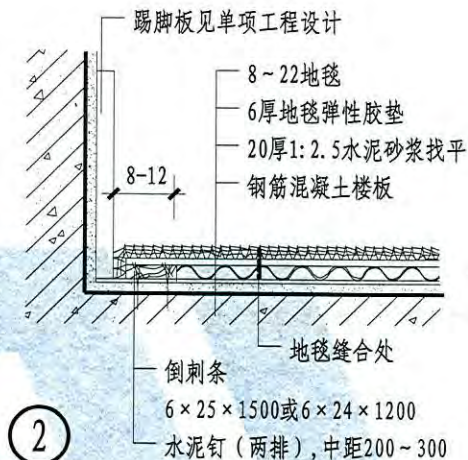 踢脚板见单项工程设计
8~22地毯
6厚地毯弹性胶垫
20厚1:2.5水泥砂浆找平
钢筋混凝土楼板
8-12
地毯缝合处
倒刺条
6×25×1500或6×24×1200
水泥钉（两排）,中距200~300
2